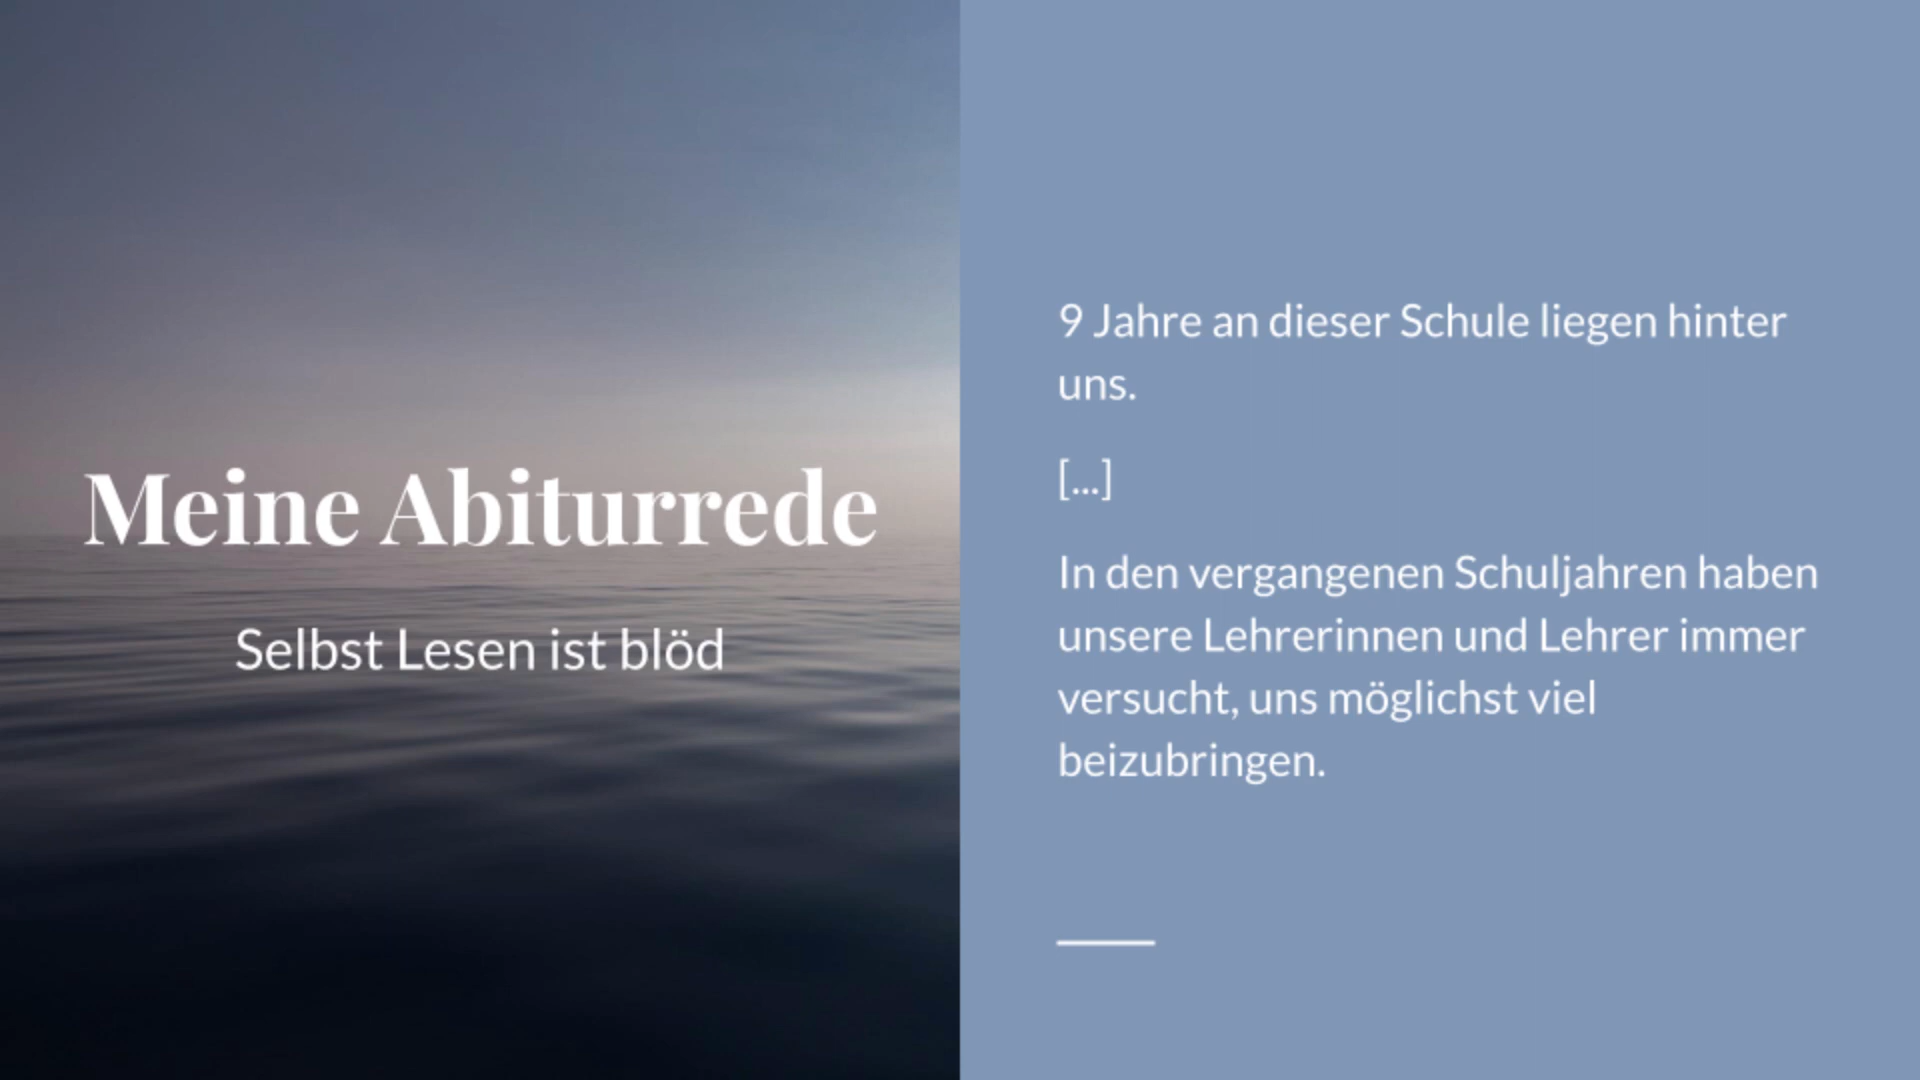 Meine Abiturrede
Selbst Lesen ist blöd
9 Jahre an dieser Schule liegen hinter
uns.
[...]
In den vergangenen Schuljahren haben
unsere Lehrerinnen und Lehrer immer
versucht, uns möglichst viel
beizubringen.